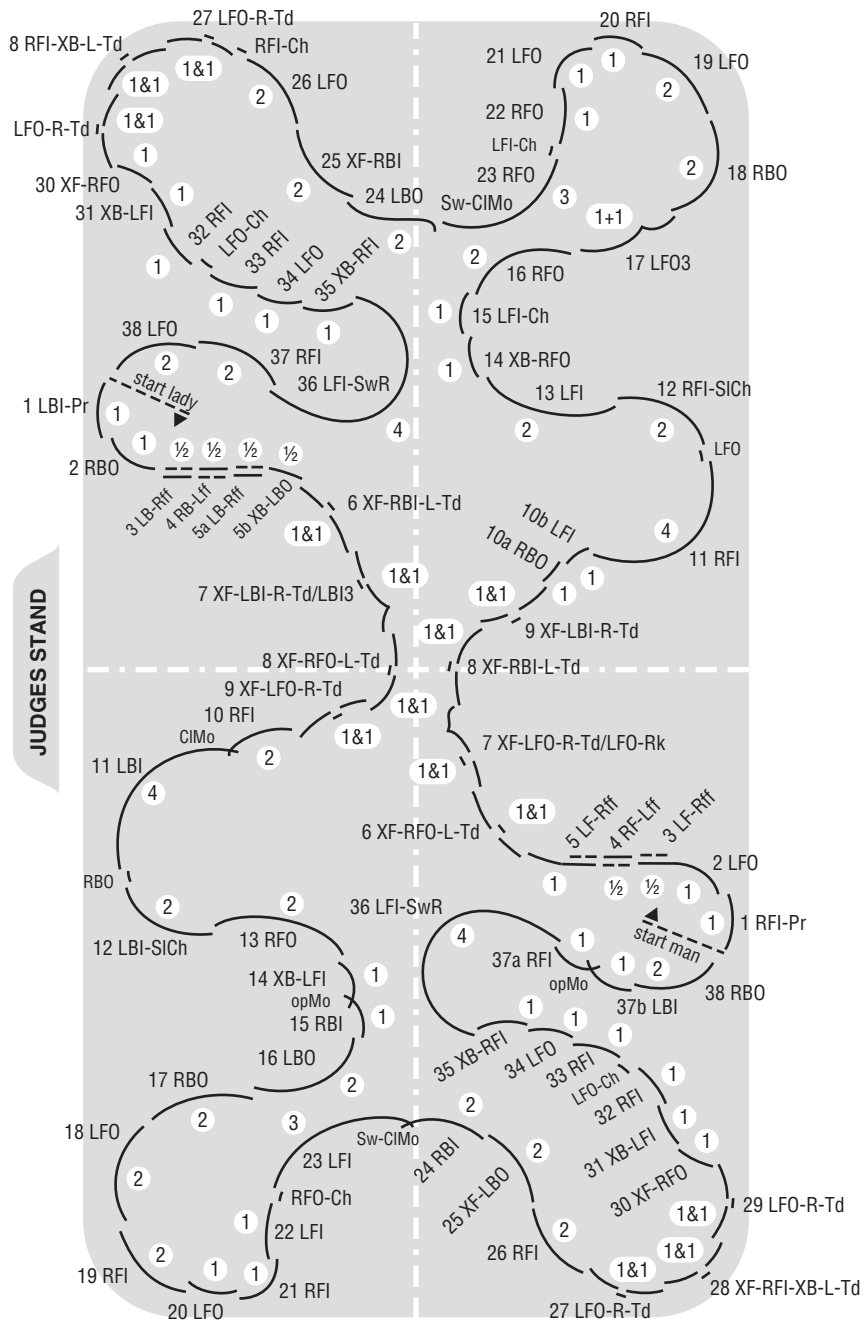 27 LFO-R-Td
8 RFI-XB-L-Td
RFI-Ch
20 RFI
21 LFO
19 LFO
1&1
1&1
26 LFO
2
1
1
2
22 RFO
1
LFO-R-Td
1&1
LFI-Ch
1
25 XF-RBI
23 RFO
2
18 RBO
30 XF-RFO
1
2
24 LBO
Sw-ClMo
3
31 XB-LFI
1+1
32 RFI
LFO-Ch
33 RFI
34 LFO
35 XB-RFI
2
2
17 LFO3
16 RFO
1
1
1
1
1
15 LFI-Ch
38 LFO
1
14 XB-RFO
2
2
37 RFI
13 LFI
12 RFI-SlCh
start lady
36 LFI-SwR
1 LBI-Pr
1
4
2
2
1
½
½
½
½
LFO
2 RBO
3 LB-Rff
4 RB-Lff
5a LB-Rff
5b XB-LBO
6 XF-RBI-L-Td
1&1
10b LFI
10a RBO
4
11 RFI
1&1
1&1
1
1
7 XF-LBI-R-Td/LBI3
1&1
9 XF-LBI-R-Td
JUDGES STAND
8 XF-RFO-L-Td
8 XF-RBI-L-Td
9 XF-LFO-R-Td
10 RFI
1&1
ClMo
1&1
2
7 XF-LFO-R-Td/LFO-Rk
11 LBI
1&1
4
1&1
5 LF-Rff
4 RF-Lff
3 LF-Rff
6 XF-RFO-L-Td
2 LFO
RBO
1
½
½
1
2
2
36 LFI-SwR
1
1 RFI-Pr
start man
12 LBI-SlCh
13 RFO
4
1
37a RFI
1
2
14 XB-LFI
1
opMo
38 RBO
opMo
37b LBI
15 RBI
1
1
1
1
16 LBO
35 XB-RFI
34 LFO
33 RFI
LFO-Ch
32 RFI
1
17 RBO
2
2
2
1
18 LFO
3
Sw-ClMo
24 RBI
2
31 XB-LFI
1
23 LFI
25 XF-LBO
30 XF-RFO
2
RFO-Ch
29 LFO-R-Td
1
22 LFI
2
1&1
26 RFI
2
1&1
19 RFI
1
1
1&1
21 RFI
28 XF-RFI-XB-L-Td
20 LFO
27 LFO-R-Td